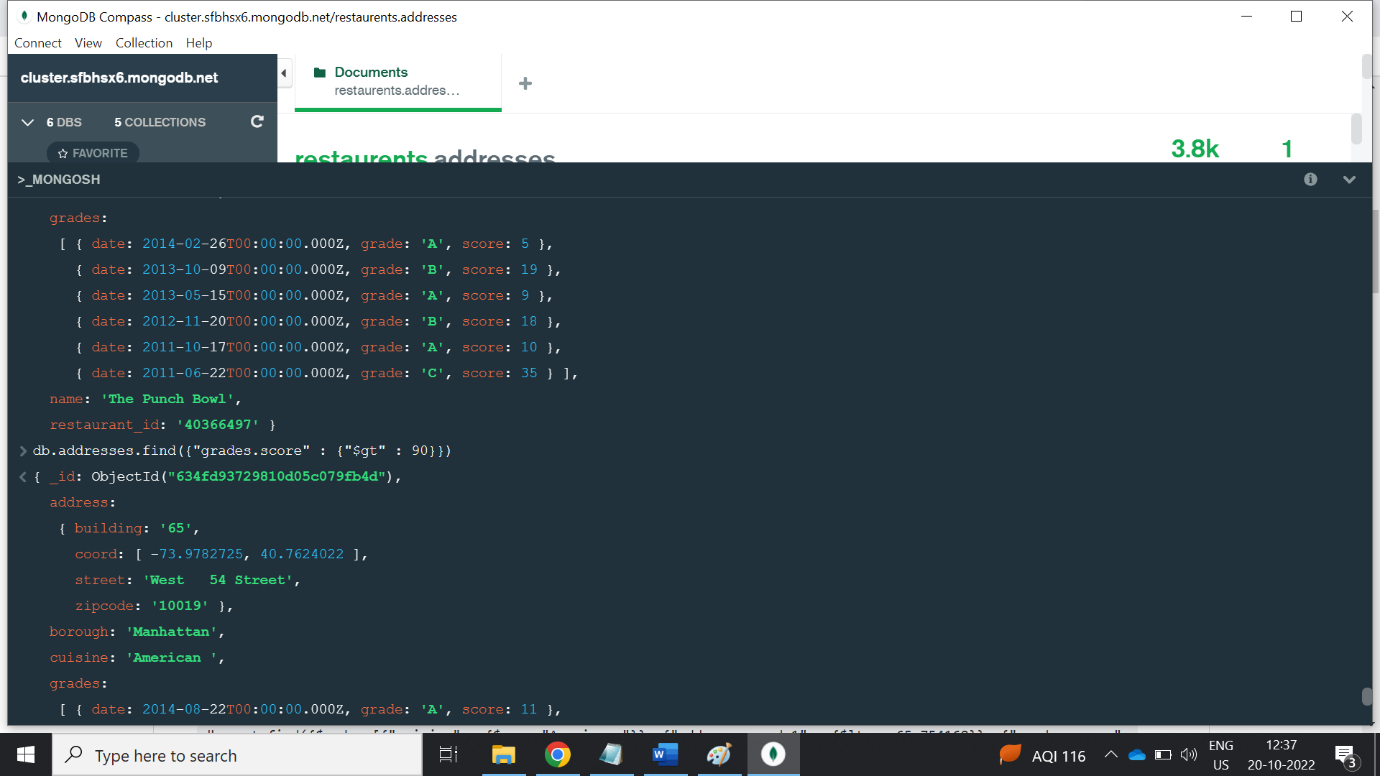 MongoDB Compass - cluster.sfbhsx6.mongodb.net/restaurents.addresses
Connect View Collection Help
cluster.sfbhsx6.mongodb.net
Documents
restaurents.addres...
6 DBS 5 COLLECTIONS
FAVORITE
restaurents.addresses
3.8k 1
>_MONGOSH
grades:
[ { date: 2014-02-26T00:00:00.000Z, grade: 'A', score: 5 },
{ date: 2013-10-09T00:00:00.000Z, grade: 'B', score: 19 },
{ date: 2013-05-15T00:00:00.000Z, grade: 'A', score: 9 },
{ date: 2012-11-20T00:00:00.000Z, grade: 'B', score: 18 },
{ date: 2011-10-17T00:00:00.000Z, grade: 'A', score: 10 },
{ date: 2011-06-22T00:00:00.000Z, grade: 'C', score: 35 } ],
name: 'The Punch Bowl',
restaurant_id: '40366497' }
> db.addresses.find({"grades.score" : {"$gt" : 90}})
< { _id: ObjectId("634fd93729810d05c079fb4d"),
address:
{ building: '65',
coord: [ -73.9782725, 40.7624022 ],
street: 'West   54 Street',
zipcode: '10019' },
borough: 'Manhattan',
cuisine: 'American ',
grades:
[ { date: 2014-08-22T00:00:00.000Z, grade: 'A', score: 11 },
Type here to search
AQI 116
ENG
US
12:37
20-10-2022
3